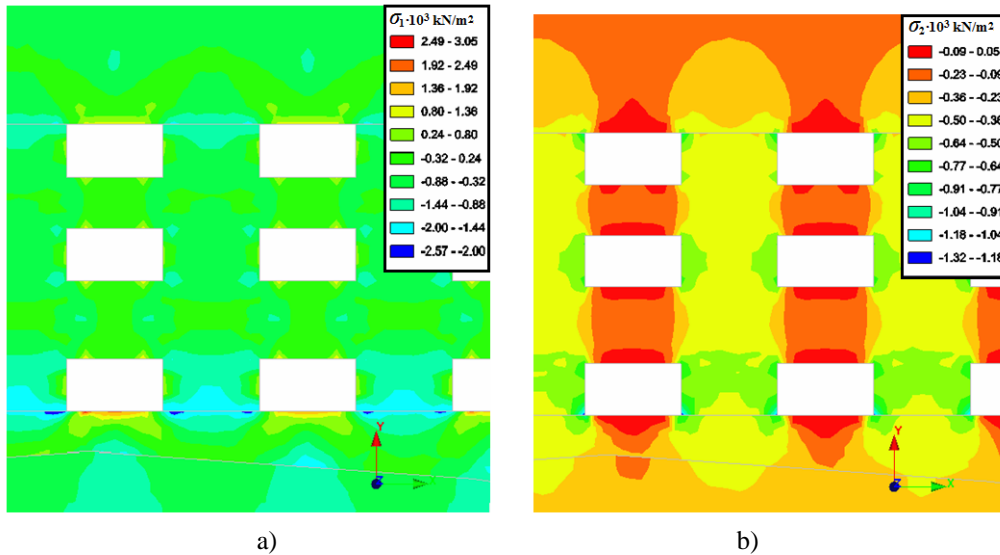 σ₁·10³ kN/m²
2.49 - 3.05
1.92 - 2.49
1.36 - 1.92
0.80 - 1.36
0.24 - 0.80
-0.32 - 0.24
-0.88 - -0.32
-1.44 - -0.88
-2.00 - -1.44
-2.57 - -2.00
Y
Z
X
a)
σ₂·10³ kN/m²
-0.09 - 0.05
-0.23 - -0.09
-0.36 - -0.23
-0.50 - -0.36
-0.64 - -0.50
-0.77 - -0.64
-0.91 - -0.77
-1.04 - -0.91
-1.18 - -1.04
-1.32 - -1.18
Y
Z
X
b)